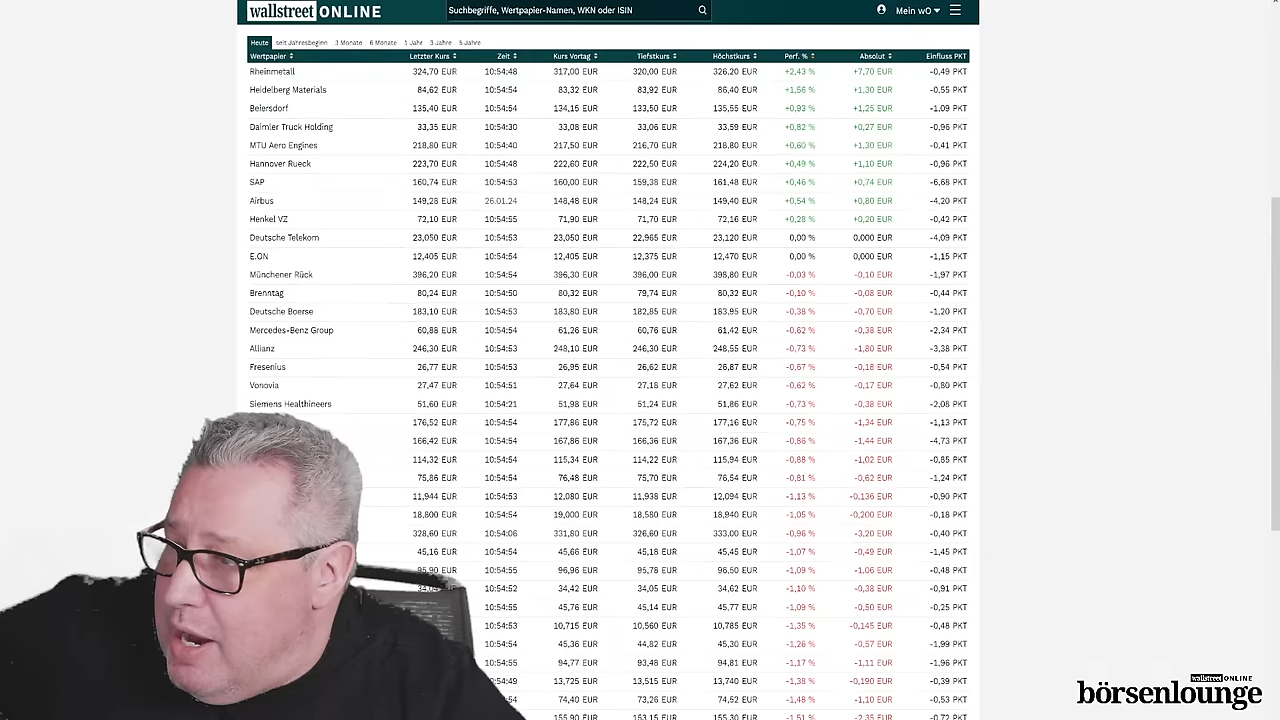 wallstreet ONLINE Suchbegriffe, Wertpapier-Namen, WKN oder ISIN Mein wO
Heute seit Jahresbeginn 3 Monate 6 Monate 1 Jahr 3 Jahre 5 Jahre
Wertpapier Letzter Kurs Zeit Kurs Vortag Tiefstkurs Höchstkurs Perf. % Absolut Einfluss PKT
Rheinmetall 324,70 EUR 10:54:48 317,00 EUR 320,00 EUR 326,20 EUR +2,43 % +7,70 EUR -0,49 PKT
Heidelberg Materials 84,62 EUR 10:54:54 83,32 EUR 83,92 EUR 86,40 EUR +1,56 % +1,30 EUR -0,55 PKT
Beiersdorf 135,40 EUR 10:54:54 134,15 EUR 133,50 EUR 135,55 EUR +0,93 % +1,25 EUR -1,09 PKT
Daimler Truck Holding 33,35 EUR 10:54:30 33,08 EUR 33,06 EUR 33,59 EUR +0,82 % +0,27 EUR -0,96 PKT
MTU Aero Engines 218,80 EUR 10:54:40 217,50 EUR 216,70 EUR 218,80 EUR +0,60 % +1,30 EUR -0,41 PKT
Hannover Rueck 223,70 EUR 10:54:48 222,60 EUR 222,50 EUR 224,20 EUR +0,49 % +1,10 EUR -0,96 PKT
SAP 160,74 EUR 10:54:53 160,00 EUR 159,38 EUR 161,48 EUR +0,46 % +0,74 EUR -6,68 PKT
Airbus 149,28 EUR 26.01.24 148,48 EUR 148,24 EUR 149,40 EUR +0,54 % +0,80 EUR -4,20 PKT
Henkel VZ 72,10 EUR 10:54:55 71,90 EUR 71,70 EUR 72,16 EUR +0,28 % +0,20 EUR -0,42 PKT
Deutsche Telekom 23,050 EUR 10:54:53 23,050 EUR 22,965 EUR 23,120 EUR 0,00 % 0,000 EUR -4,09 PKT
E.ON 12,405 EUR 10:54:54 12,405 EUR 12,375 EUR 12,470 EUR 0,00 % 0,000 EUR -1,15 PKT
Münchener Rück 396,20 EUR 10:54:54 396,30 EUR 396,00 EUR 398,80 EUR -0,03 % -0,10 EUR -1,97 PKT
Brenntag 80,24 EUR 10:54:50 80,32 EUR 79,74 EUR 80,32 EUR -0,10 % -0,08 EUR -0,44 PKT
Deutsche Boerse 183,10 EUR 10:54:53 183,80 EUR 182,85 EUR 183,95 EUR -0,38 % -0,70 EUR -1,20 PKT
Mercedes-Benz Group 60,88 EUR 10:54:54 61,26 EUR 60,76 EUR 61,42 EUR -0,62 % -0,38 EUR -2,34 PKT
Allianz 246,30 EUR 10:54:53 248,10 EUR 246,30 EUR 248,55 EUR -0,73 % -1,80 EUR -3,38 PKT
Fresenius 26,77 EUR 10:54:53 26,95 EUR 26,62 EUR 26,87 EUR -0,67 % -0,18 EUR -0,54 PKT
Vonovia 27,47 EUR 10:54:51 27,64 EUR 27,18 EUR 27,62 EUR -0,62 % -0,17 EUR -0,80 PKT
Siemens Healthineers 51,60 EUR 10:54:21 51,98 EUR 51,24 EUR 51,86 EUR -0,73 % -0,38 EUR -2,08 PKT
176,52 EUR 10:54:54 177,86 EUR 175,72 EUR 177,16 EUR -0,75 % -1,34 EUR -1,13 PKT
166,42 EUR 10:54:54 167,86 EUR 166,36 EUR 167,36 EUR -0,86 % -1,44 EUR -4,73 PKT
114,32 EUR 10:54:54 115,34 EUR 114,22 EUR 115,94 EUR -0,88 % -1,02 EUR -0,85 PKT
75,86 EUR 10:54:54 76,48 EUR 75,70 EUR 76,54 EUR -0,81 % -0,62 EUR -1,24 PKT
11,944 EUR 10:54:53 12,080 EUR 11,938 EUR 12,094 EUR -1,13 % -0,136 EUR -0,90 PKT
18,800 EUR 10:54:54 19,000 EUR 18,580 EUR 18,940 EUR -1,05 % -0,200 EUR -0,18 PKT
328,60 EUR 10:54:06 331,80 EUR 326,60 EUR 333,00 EUR -0,96 % -3,20 EUR -0,40 PKT
45,16 EUR 10:54:54 45,66 EUR 45,18 EUR 45,45 EUR -1,07 % -0,49 EUR -1,45 PKT
95,90 EUR 10:54:55 96,96 EUR 95,78 EUR 96,50 EUR -1,09 % -1,06 EUR -0,48 PKT
34,04 10:54:52 34,42 EUR 34,05 EUR 34,62 EUR -1,10 % -0,38 EUR -0,91 PKT
10:54:55 45,76 EUR 45,14 EUR 45,77 EUR -1,09 % -0,50 EUR -1,06 PKT
10:54:53 10,715 EUR 10,560 EUR 10,785 EUR -1,35 % -0,145 EUR -0,48 PKT
10:54:54 45,36 EUR 44,82 EUR 45,30 EUR -1,26 % -0,57 EUR -1,99 PKT
10:54:55 94,77 EUR 93,48 EUR 94,81 EUR -1,17 % -1,11 EUR -1,96 PKT
:54:49 13,725 EUR 13,515 EUR 13,740 EUR -1,38 % -0,190 EUR -0,39 PKT
:54 74,40 EUR 73,26 EUR 74,52 EUR -1,48 % -1,10 EUR -0,53 PKT
155,90 EUR 153,15 EUR 155,30 EUR -1,51 % -2,35 EUR -0,72 PKT
wallstreet ONLINE
börsenlounge